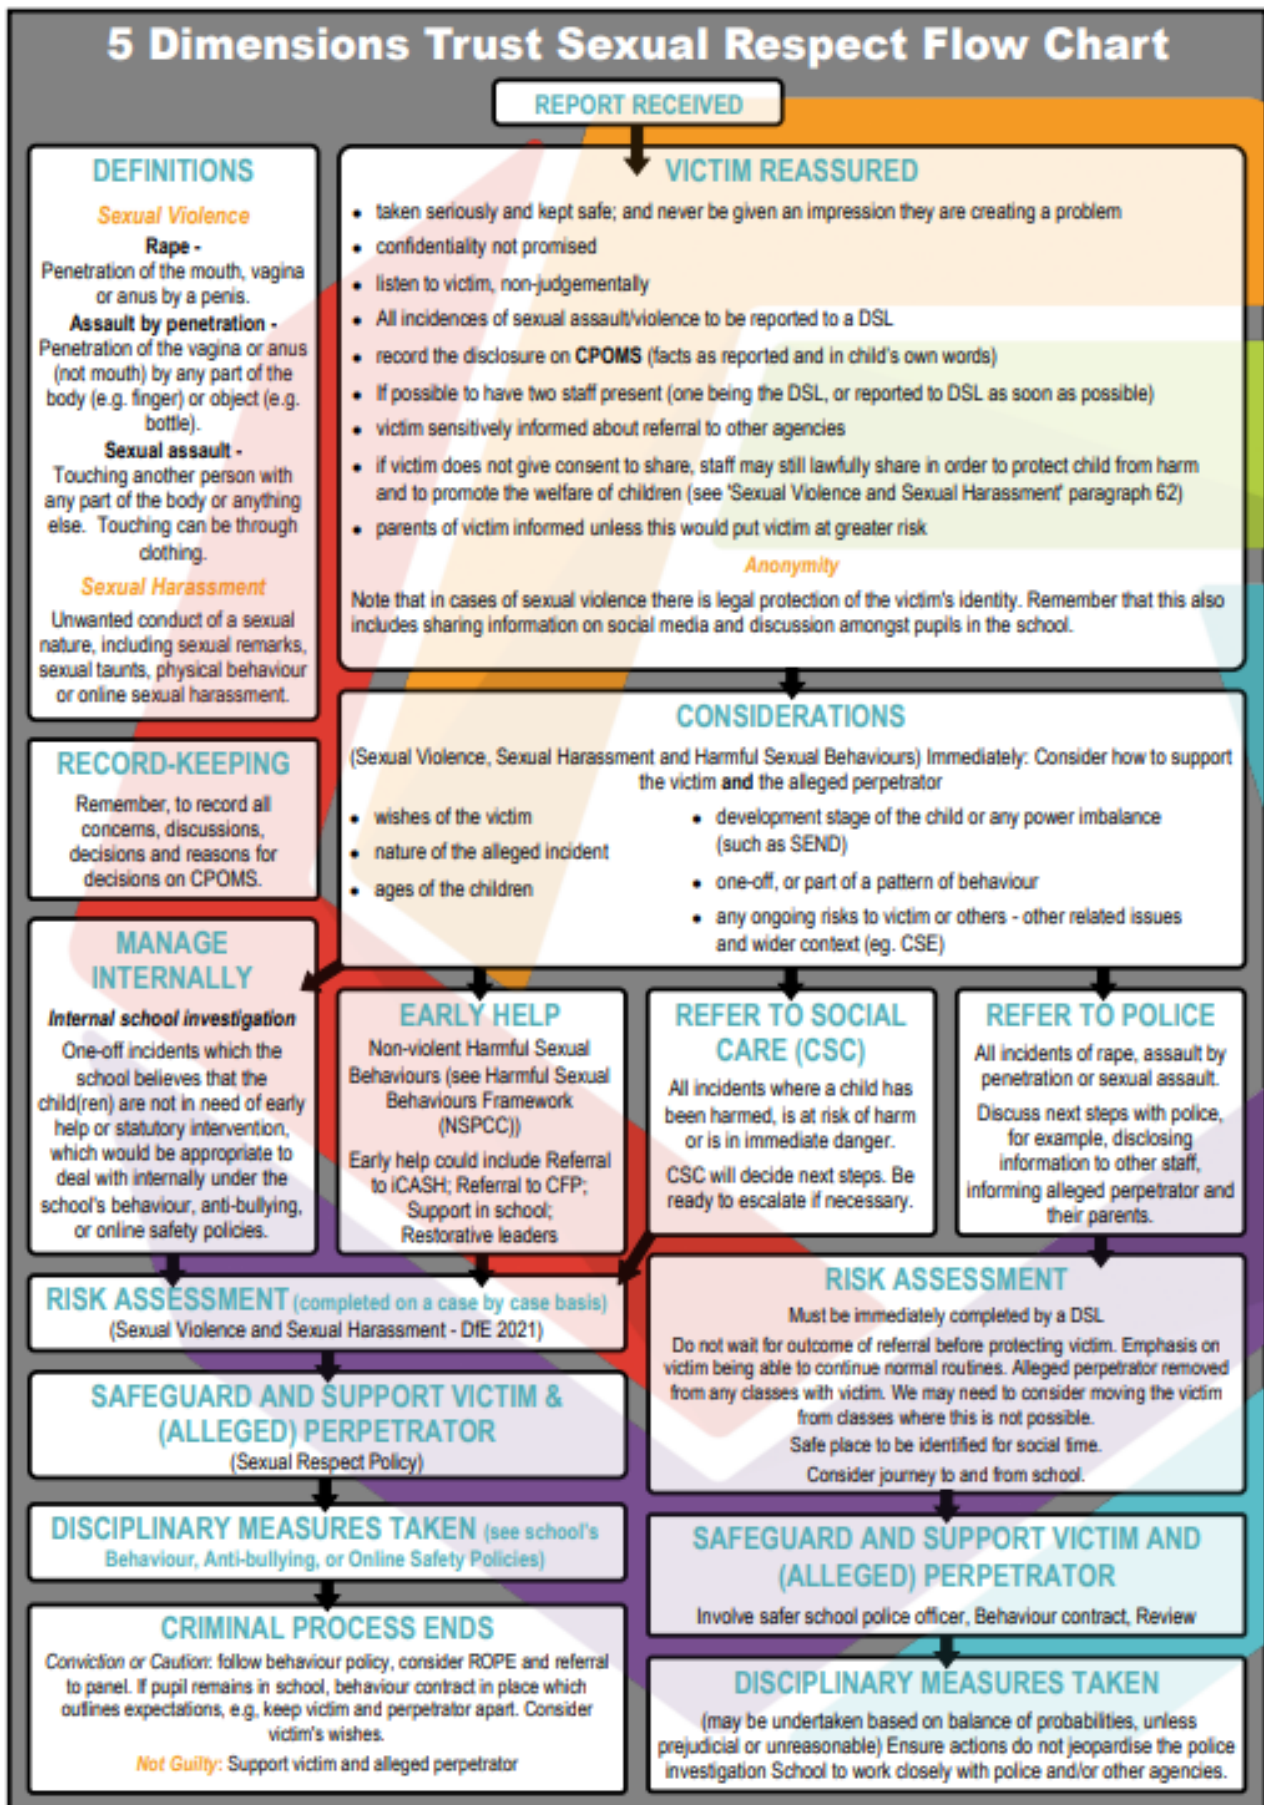 5 Dimensions Trust Sexual Respect Flow Chart
REPORT RECEIVED
DEFINITIONS
Sexual Violence
Rape -
Penetration of the mouth, vagina
or anus by a penis.
Assault by penetration -
Penetration of the vagina or anus
(not mouth) by any part of the
body (e.g. finger) or object (e.g.
bottle).
Sexual assault -
Touching another person with
any part of the body or anything
else. Touching can be through
clothing.
Sexual Harassment
Unwanted conduct of a sexual
nature, including sexual remarks,
sexual taunts, physical behaviour
or online sexual harassment.
VICTIM REASSURED
• taken seriously and kept safe; and never be given an impression they are creating a problem
• confidentiality not promised
• listen to victim, non-judgementally
• All incidences of sexual assault/violence to be reported to a DSL
• record the disclosure on CPOMS (facts as reported and in child's own words)
• If possible to have two staff present (one being the DSL, or reported to DSL as soon as possible)
• victim sensitively informed about referral to other agencies
• if victim does not give consent to share, staff may still lawfully share in order to protect child from harm
and to promote the welfare of children (see 'Sexual Violence and Sexual Harassment' paragraph 62)
• parents of victim informed unless this would put victim at greater risk
Anonymity
Note that in cases of sexual violence there is legal protection of the victim's identity. Remember that this also
includes sharing information on social media and discussion amongst pupils in the school.
RECORD-KEEPING
Remember, to record all
concerns, discussions,
decisions and reasons for
decisions on CPOMS.
CONSIDERATIONS
(Sexual Violence, Sexual Harassment and Harmful Sexual Behaviours) Immediately: Consider how to support
the victim and the alleged perpetrator
• wishes of the victim
• nature of the alleged incident
• ages of the children
• development stage of the child or any power imbalance
(such as SEND)
• one-off, or part of a pattern of behaviour
• any ongoing risks to victim or others - other related issues
and wider context (eg. CSE)
MANAGE
INTERNALLY
Internal school investigation
One-off incidents which the
school believes that the
child(ren) are not in need of early
help or statutory intervention,
which would be appropriate to
deal with internally under the
school's behaviour, anti-bullying,
or online safety policies.
EARLY HELP
Non-violent Harmful Sexual
Behaviours (see Harmful Sexual
Behaviours Framework
(NSPCC))
Early help could include Referral
to iCASH; Referral to CFP;
Support in school;
Restorative leaders
REFER TO SOCIAL
CARE (CSC)
All incidents where a child has
been harmed, is at risk of harm
or is in immediate danger.
CSC will decide next steps. Be
ready to escalate if necessary.
REFER TO POLICE
All incidents of rape, assault by
penetration or sexual assault.
Discuss next steps with police,
for example, disclosing
information to other staff,
informing alleged perpetrator and
their parents.
RISK ASSESSMENT (completed on a case by case basis)
(Sexual Violence and Sexual Harassment - DfE 2021)
SAFEGUARD AND SUPPORT VICTIM &
(ALLEGED) PERPETRATOR
(Sexual Respect Policy)
DISCIPLINARY MEASURES TAKEN (see school's
Behaviour, Anti-bullying, or Online Safety Policies)
CRIMINAL PROCESS ENDS
Conviction or Caution: follow behaviour policy, consider ROPE and referral
to panel. If pupil remains in school, behaviour contract in place which
outlines expectations, e.g, keep victim and perpetrator apart. Consider
victim's wishes.
Not Guilty: Support victim and alleged perpetrator
RISK ASSESSMENT
Must be immediately completed by a DSL
Do not wait for outcome of referral before protecting victim. Emphasis on
victim being able to continue normal routines. Alleged perpetrator removed
from any classes with victim. We may need to consider moving the victim
from classes where this is not possible.
Safe place to be identified for social time.
Consider journey to and from school.
SAFEGUARD AND SUPPORT VICTIM AND
(ALLEGED) PERPETRATOR
Involve safer school police officer, Behaviour contract, Review
DISCIPLINARY MEASURES TAKEN
(may be undertaken based on balance of probabilities, unless
prejudicial or unreasonable) Ensure actions do not jeopardise the police
investigation School to work closely with police and/or other agencies.